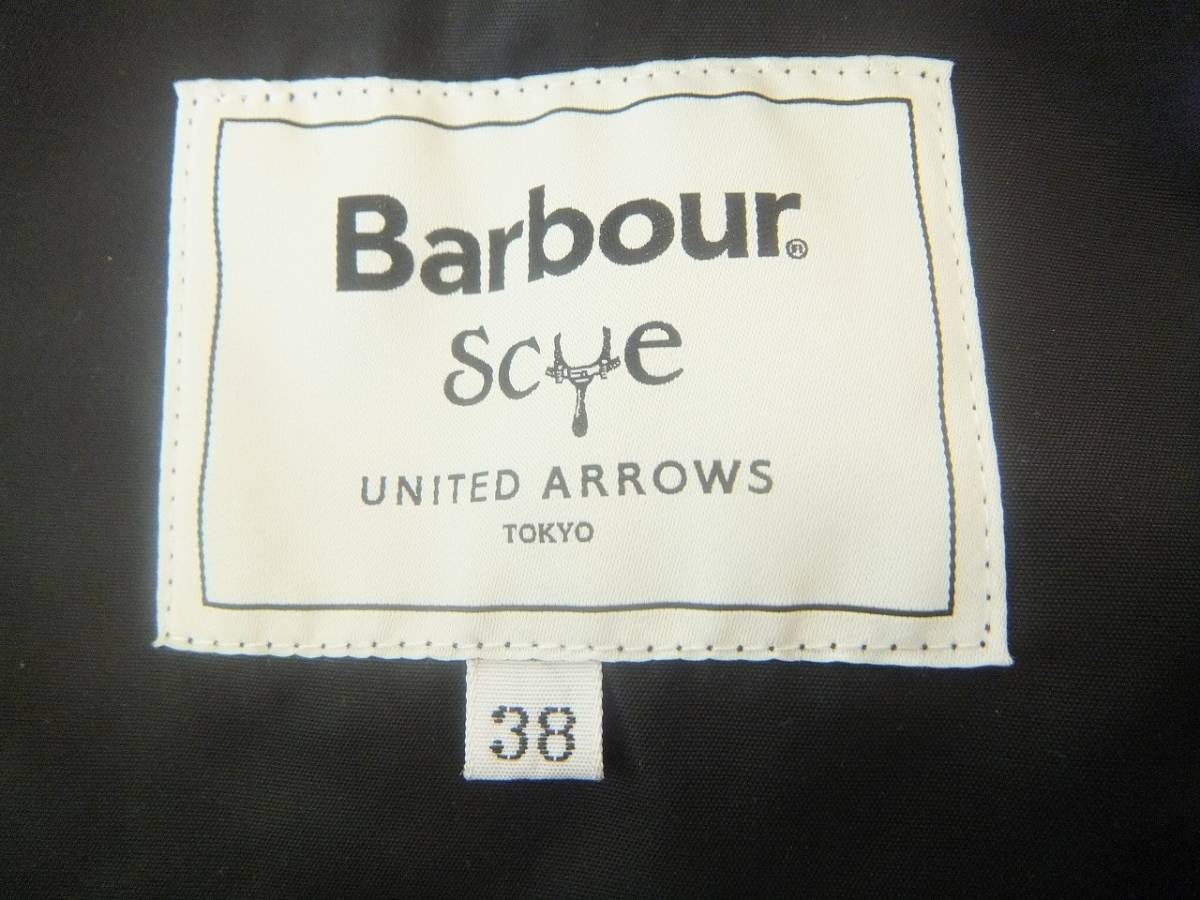 Barbour®
Scye
UNITED ARROWS
TOKYO
38